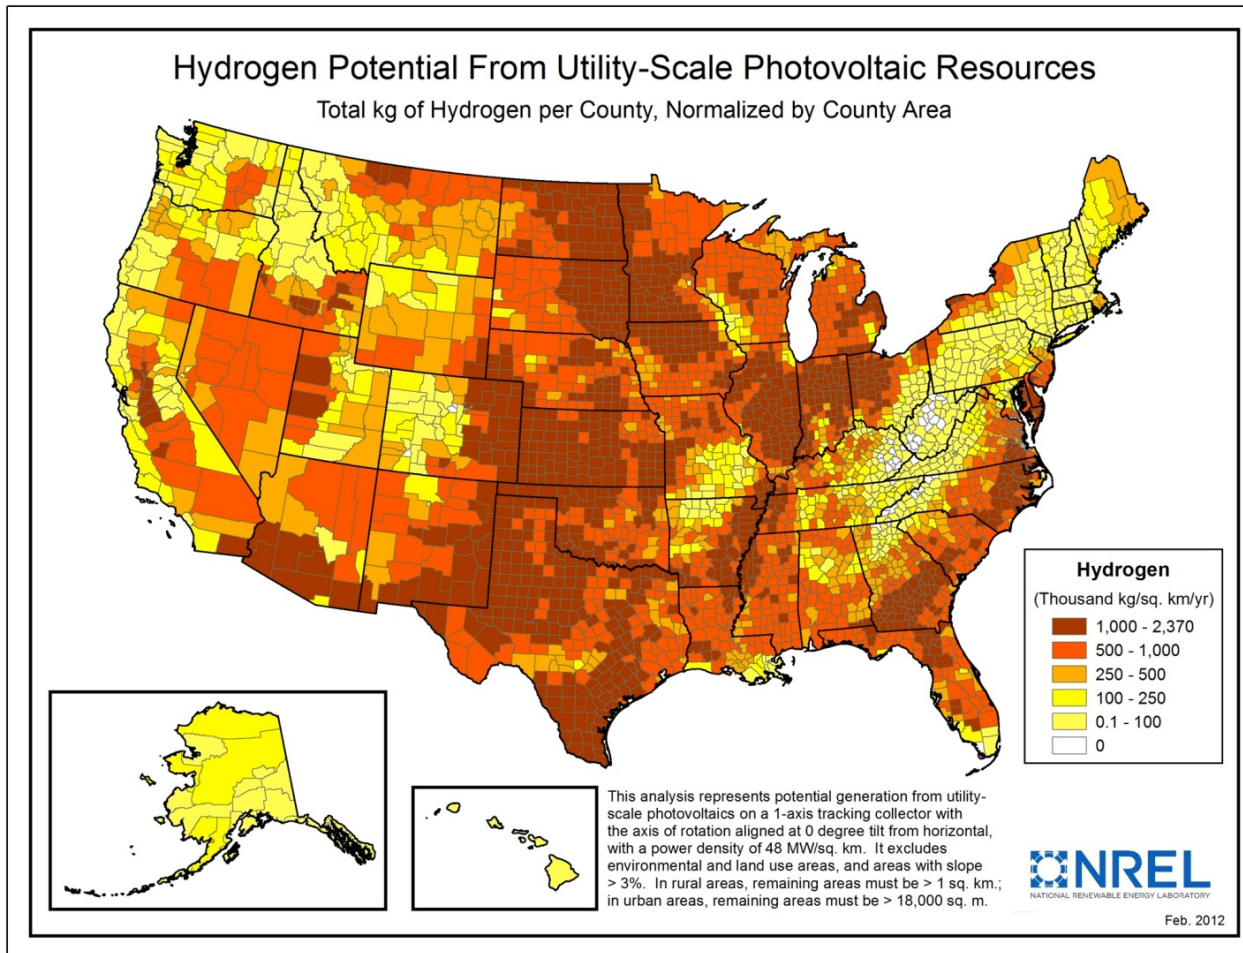 Hydrogen Potential From Utility-Scale Photovoltaic Resources
Total kg of Hydrogen per County, Normalized by County Area
Hydrogen
(Thousand kg/sq. km/yr)
1,000 - 2,370
500 - 1,000
250 - 500
100 - 250
0.1 - 100
0
This analysis represents potential generation from utility-
scale photovoltaics on a 1-axis tracking collector with
the axis of rotation aligned at 0 degree tilt from horizontal,
with a power density of 48 MW/sq. km.  It excludes
environmental and land use areas, and areas with slope
> 3%.  In rural areas, remaining areas must be > 1 sq. km.;
in urban areas, remaining areas must be > 18,000 sq. m.
NREL
NATIONAL RENEWABLE ENERGY LABORATORY
Feb. 2012